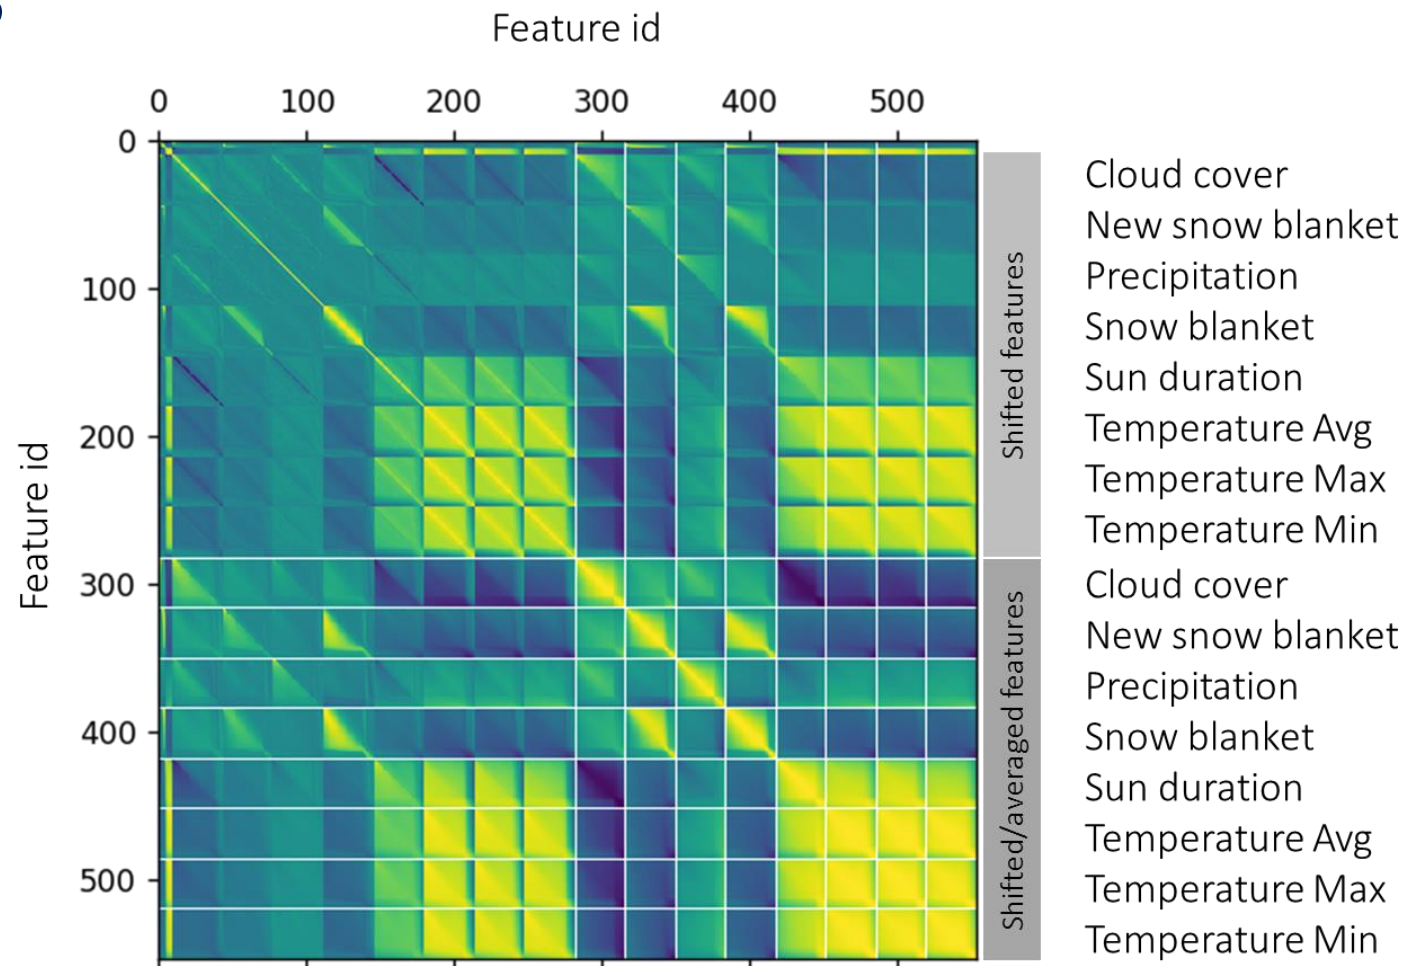 Feature id
0 100 200 300 400 500
0
100
200
300
400
500
Feature id
Shifted features
Shifted/averaged features
Cloud cover
New snow blanket
Precipitation
Snow blanket
Sun duration
Temperature Avg
Temperature Max
Temperature Min
Cloud cover
New snow blanket
Precipitation
Snow blanket
Sun duration
Temperature Avg
Temperature Max
Temperature Min